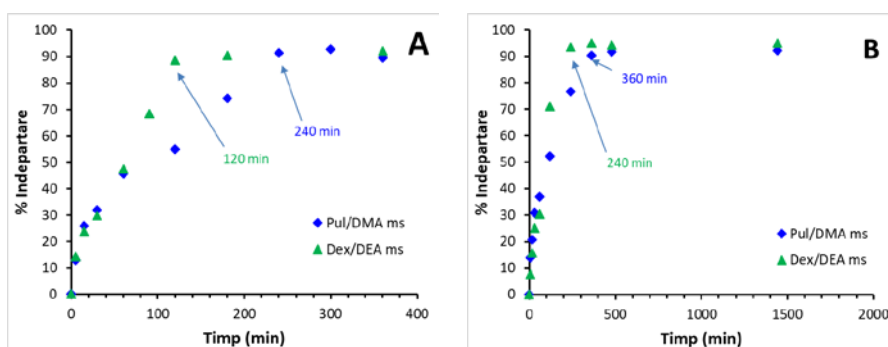 A
100
90
80
70
60
50
40
30
20
10
0
% Indepartare
240 min
120 min
Pul/DMA ms
Dex/DEA ms
0 100 200 300 400
Timp (min)
B
100
90
80
70
60
50
40
30
20
10
0
% Indepartare
360 min
240 min
Pul/DMA ms
Dex/DEA ms
0 500 1000 1500 2000
Timp (min)